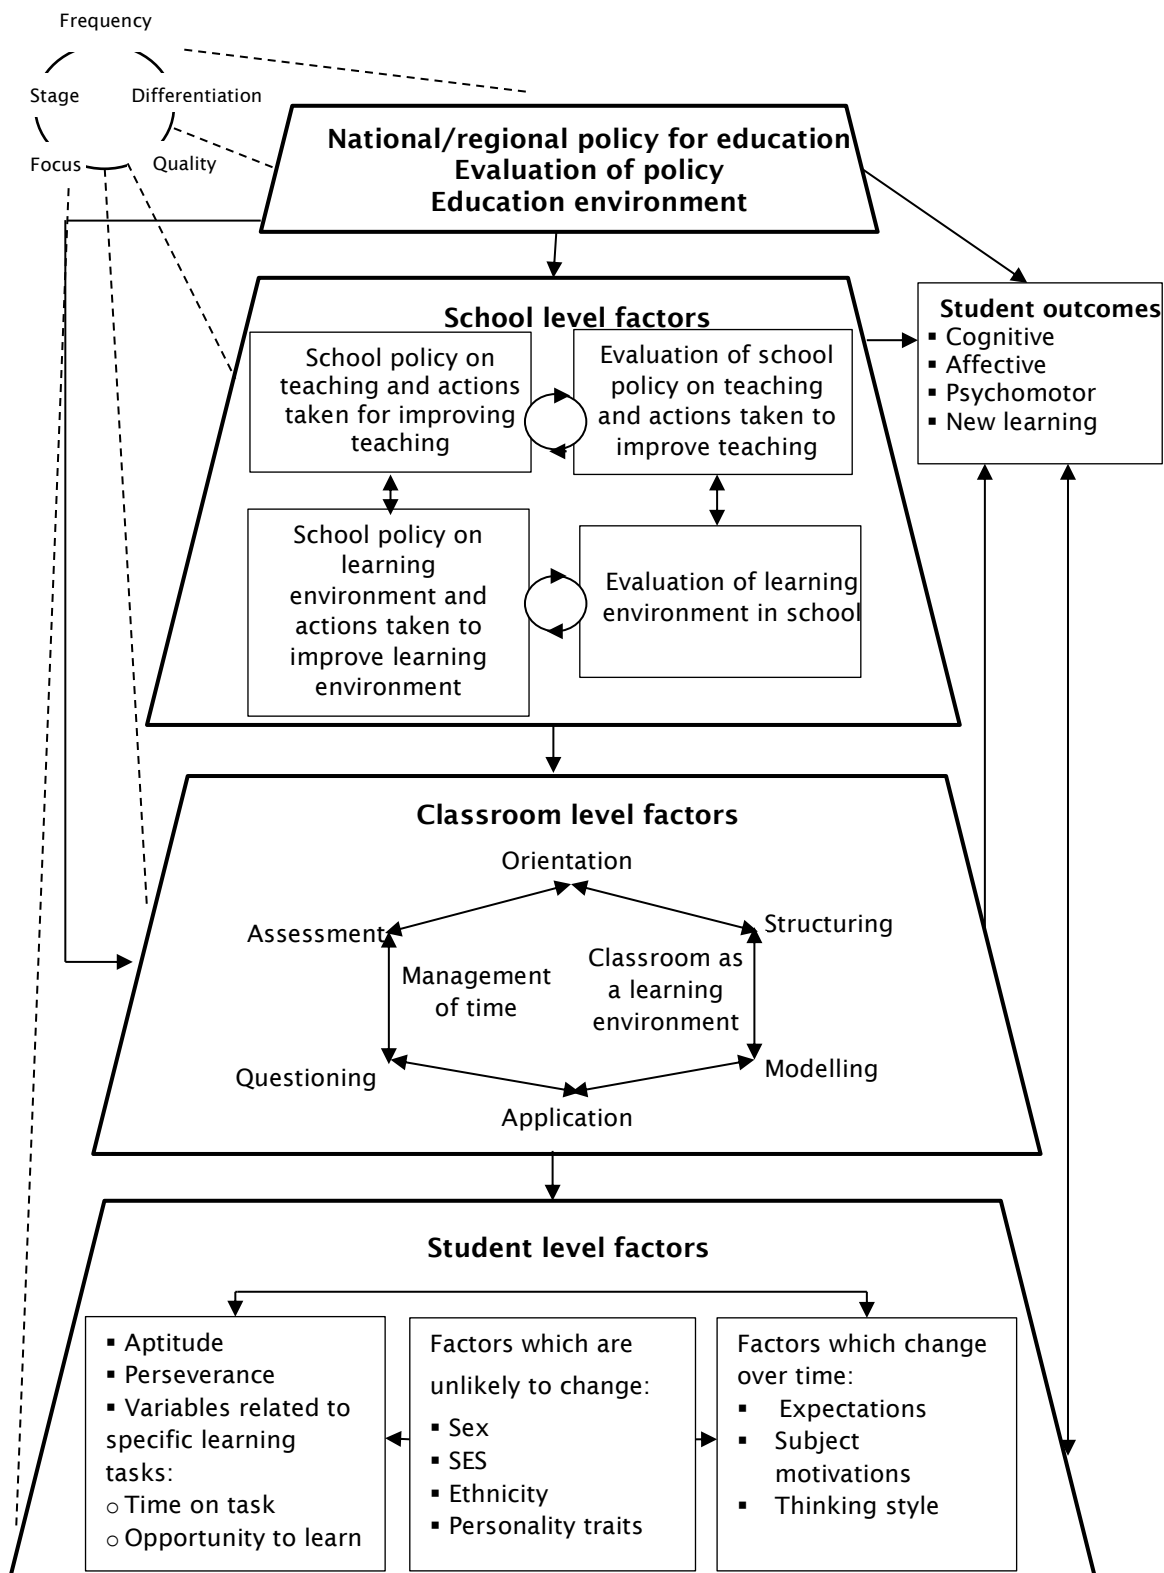 Frequency
Stage
Differentiation
Focus
Quality
National/regional policy for education
Evaluation of policy
Education environment
Student outcomes
▪ Cognitive
▪ Affective
▪ Psychomotor
▪ New learning
School level factors
School policy on
teaching and actions
taken for improving
teaching
Evaluation of school
policy on teaching
and actions taken to
improve teaching
School policy on
learning
environment and
actions taken to
improve learning
environment
Evaluation of learning
environment in school
Classroom level factors
Orientation
Assessment
Structuring
Management
of time
Classroom as
a learning
environment
Questioning
Modelling
Application
Student level factors
▪ Aptitude
▪ Perseverance
▪ Variables related to
specific learning
tasks:
○ Time on task
○ Opportunity to learn
Factors which are
unlikely to change:
▪ Sex
▪ SES
▪ Ethnicity
▪ Personality traits
Factors which change
over time:
▪ Expectations
▪ Subject
motivations
▪ Thinking style